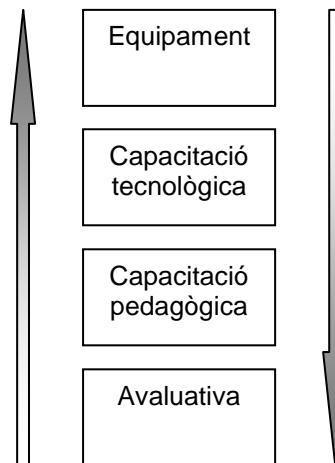 Equipament
Capacitació
tecnològica
Capacitació
pedagògica
Avaluativa